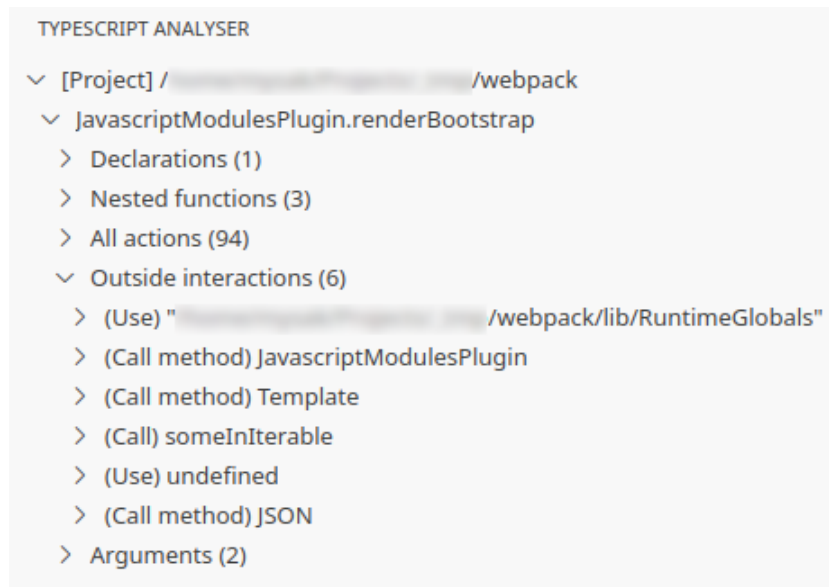 TYPESCRIPT ANALYSER
[Project] / /webpack
JavascriptModulesPlugin.renderBootstrap
Declarations (1)
Nested functions (3)
All actions (94)
Outside interactions (6)
(Use) " /webpack/lib/RuntimeGlobals"
(Call method) JavascriptModulesPlugin
(Call method) Template
(Call) someInIterable
(Use) undefined
(Call method) JSON
Arguments (2)